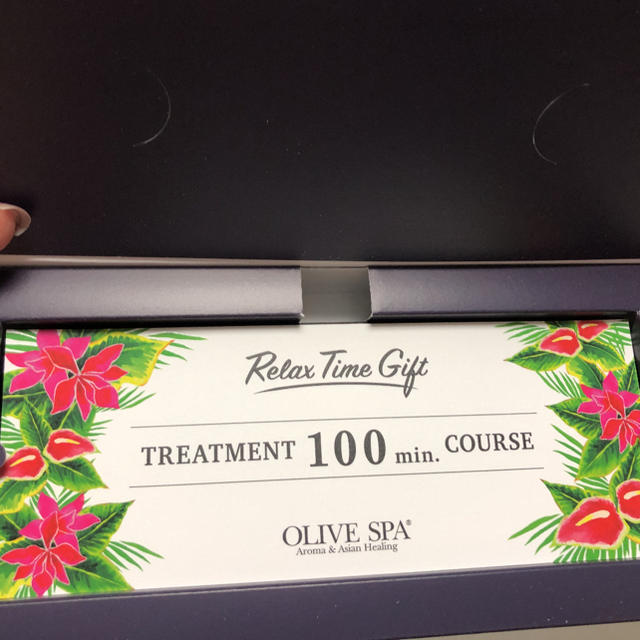 Relax Time Gift
TREATMENT 100 min. COURSE
OLIVE SPA®
Aroma & Asian Healing